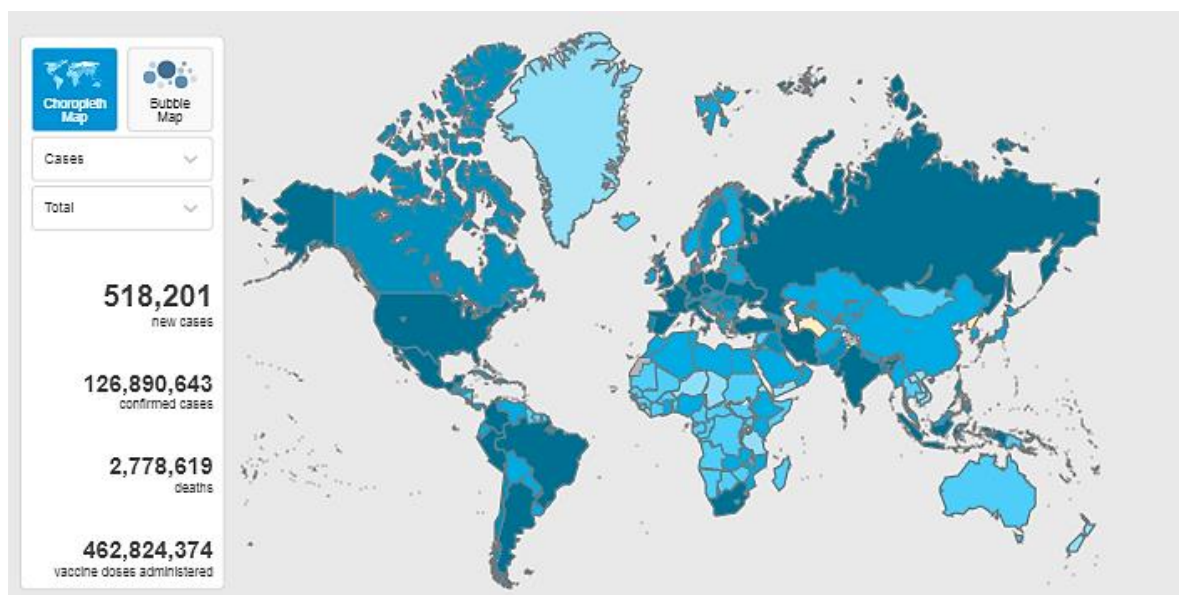 Choropleth
Map
Bubble
Map
Cases
Total
518,201
new cases
126,890,643
confirmed cases
2,778,619
deaths
462,824,374
vaccine doses administered